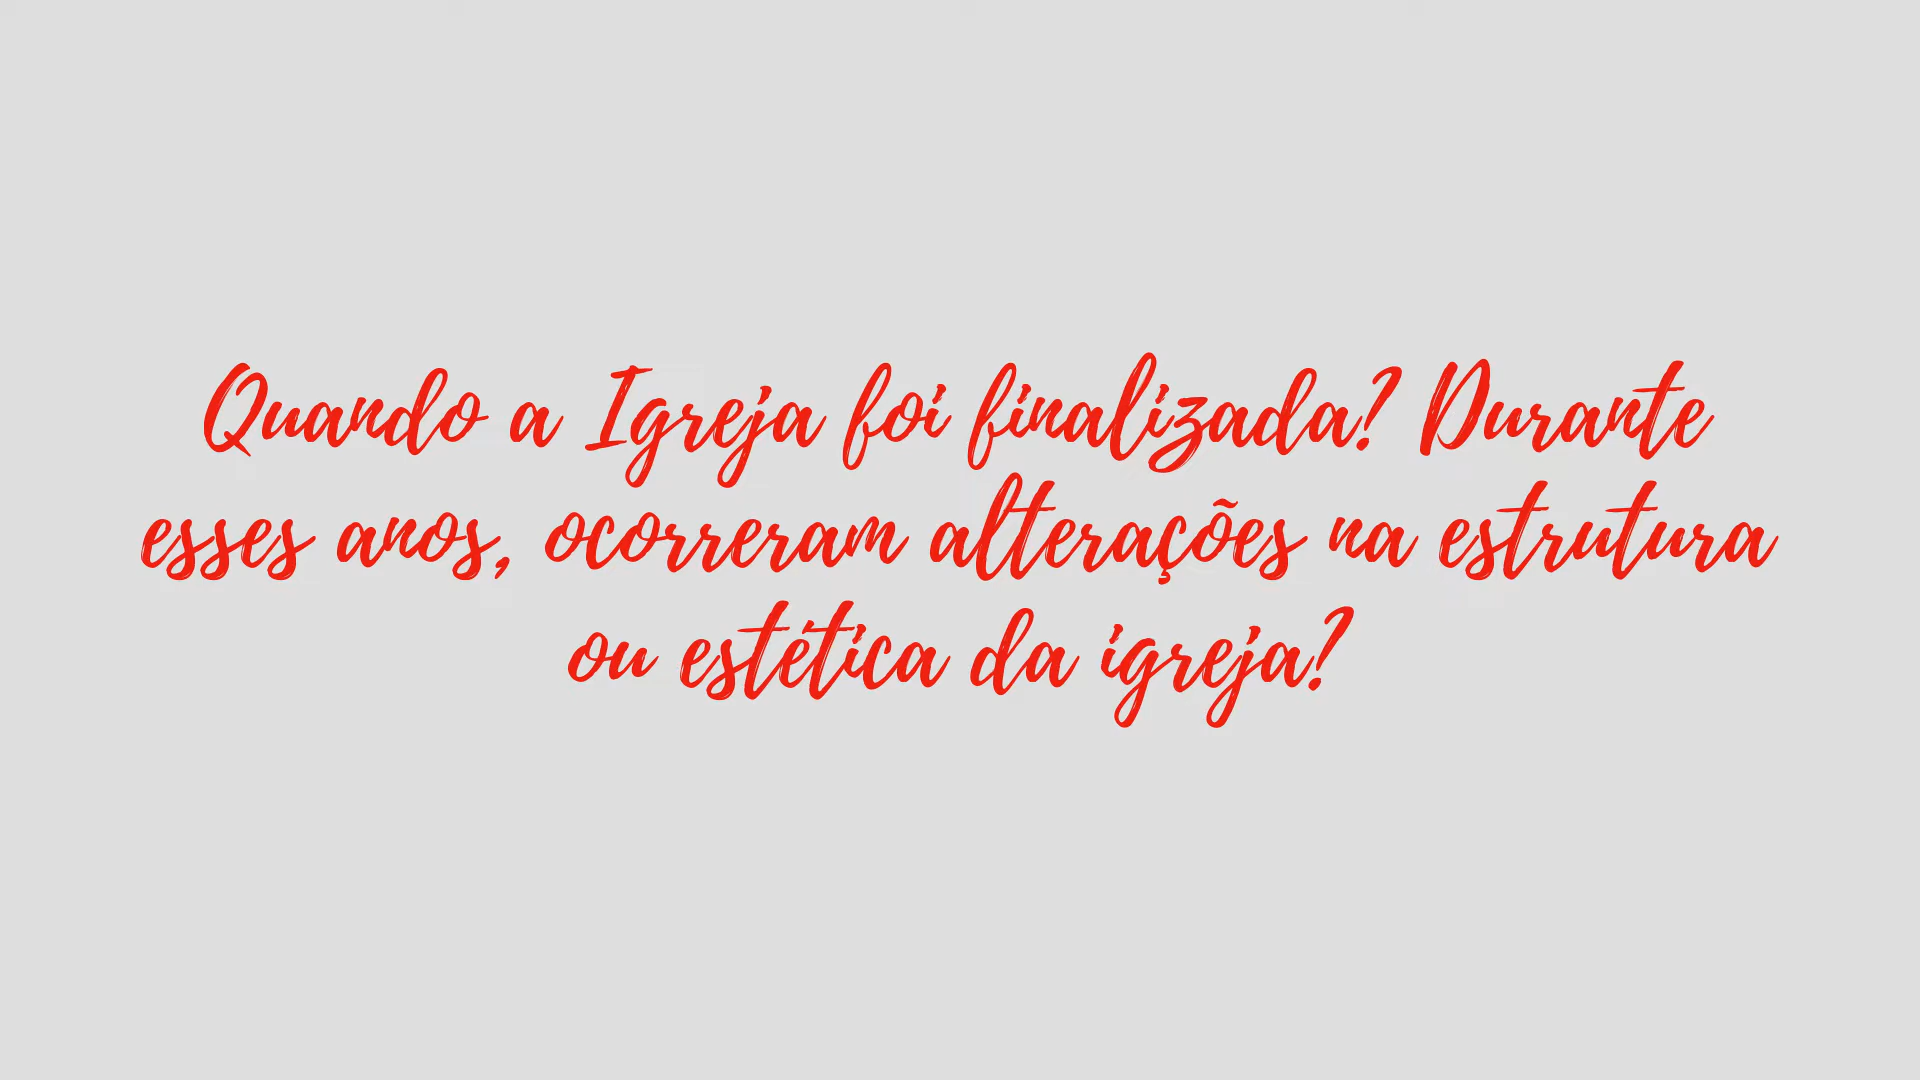 Quando a Igreja foi finalizada? Durante
esses anos, ocorreram alterações na estrutura
ou estética da igreja?